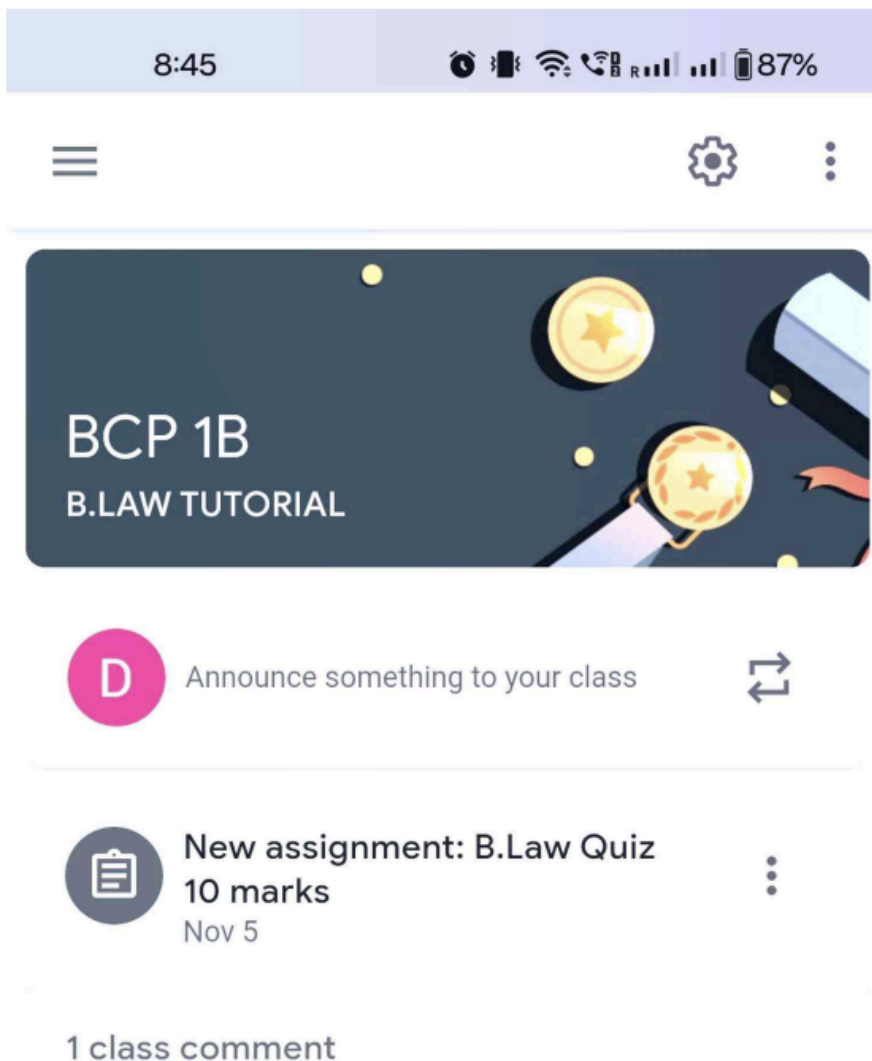 8:45
R 87%
BCP 1B
B.LAW TUTORIAL
D
Announce something to your class
New assignment: B.Law Quiz
10 marks
Nov 5
1 class comment